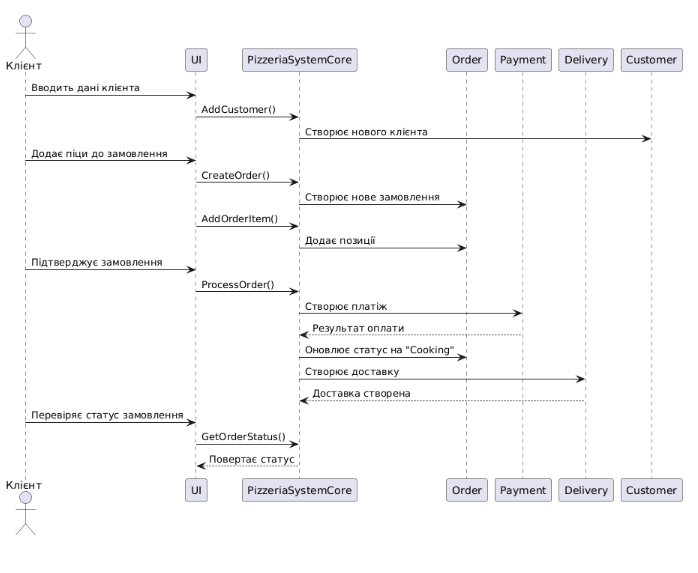 Клієнт
UI
PizzeriaSystemCore
Order
Payment
Delivery
Customer
Вводить дані клієнта
AddCustomer()
Створює нового клієнта
Додає піци до замовлення
CreateOrder()
Створює нове замовлення
AddOrderItem()
Додає позиції
Підтверджує замовлення
ProcessOrder()
Створює платіж
Результат оплати
Оновлює статус на "Cooking"
Створює доставку
Доставка створена
Перевіряє статус замовлення
GetOrderStatus()
Повертає статус
Клієнт
UI
PizzeriaSystemCore
Order
Payment
Delivery
Customer